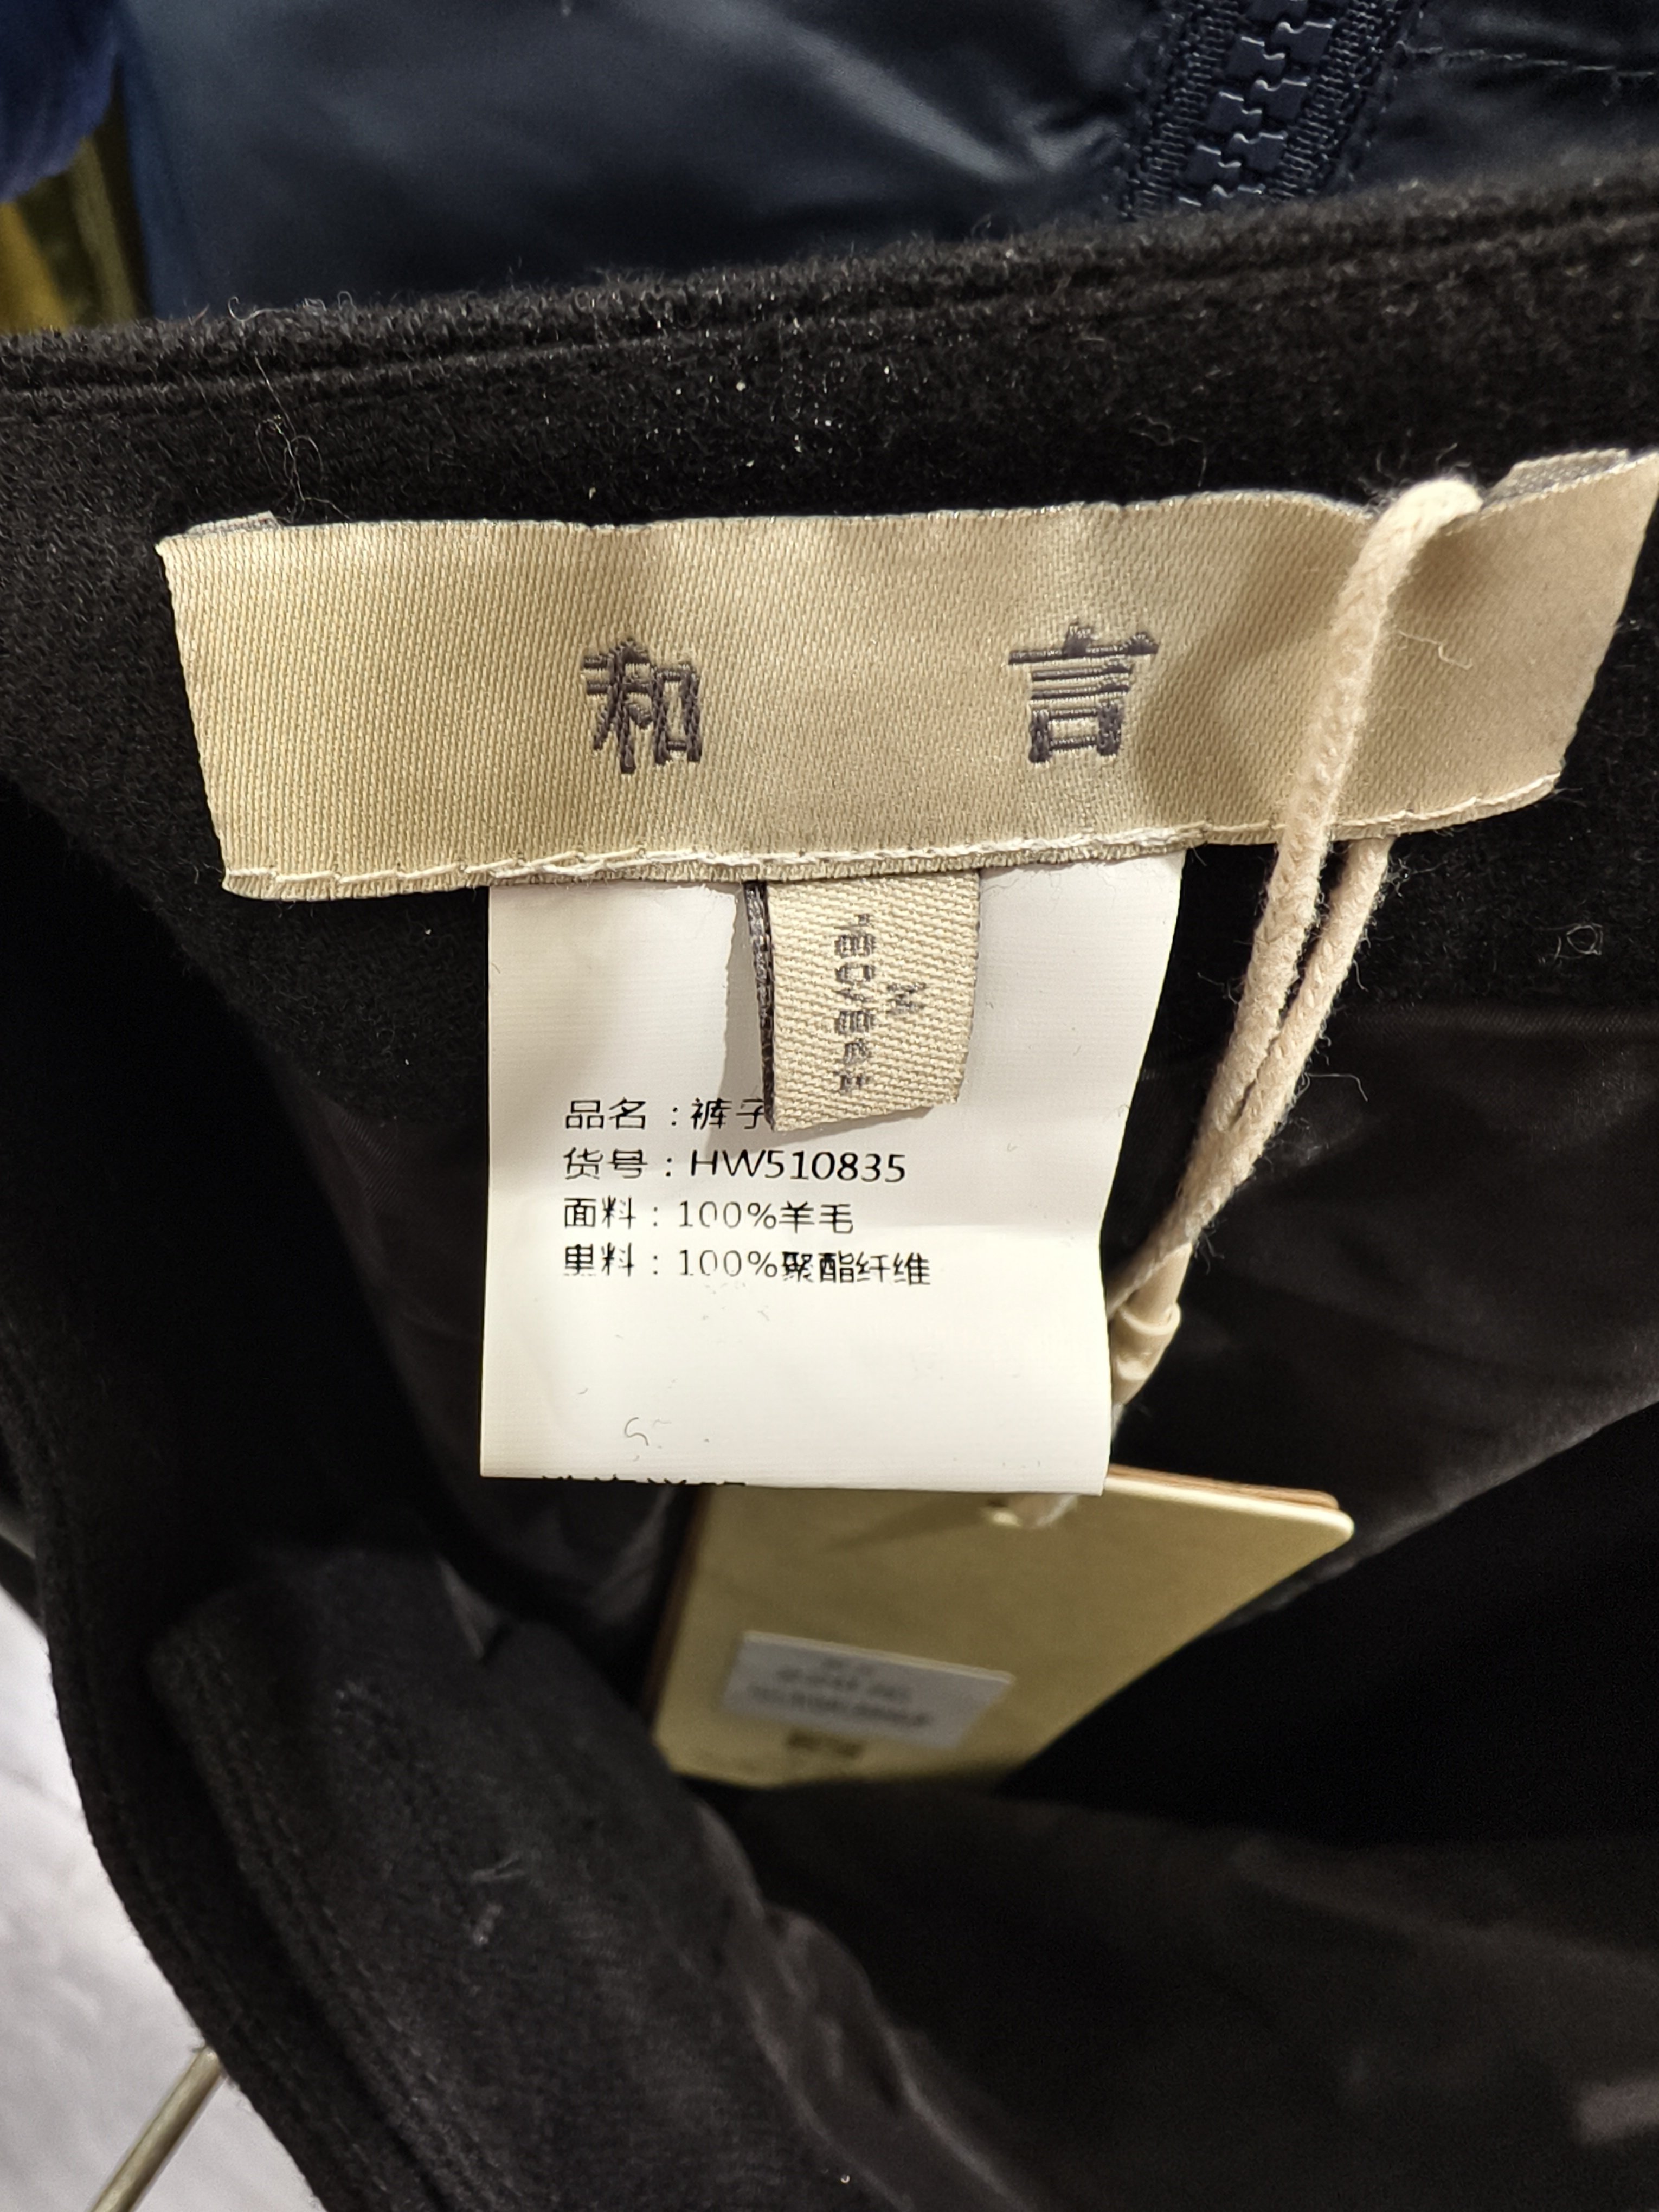 和 言
M
品名：裤子
货号：HW510835
面料：100%羊毛
里料：100%聚酯纤维